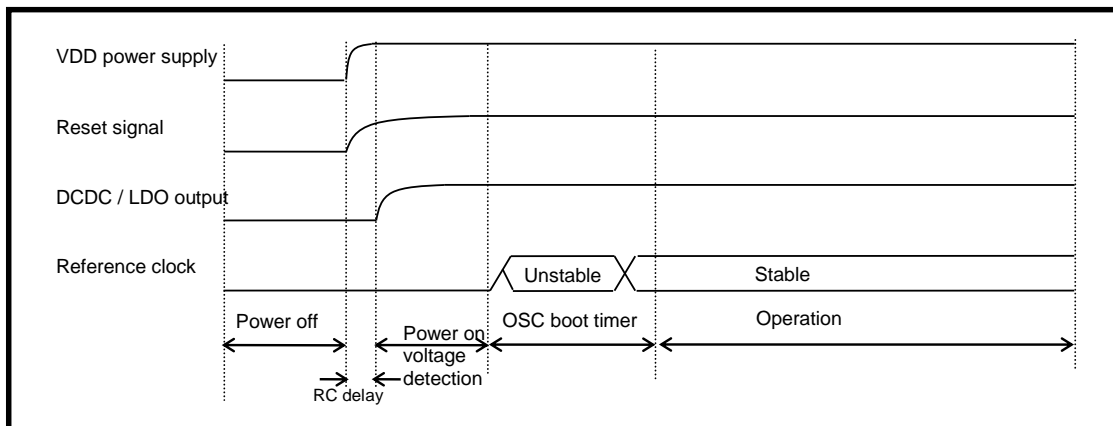 VDD power supply
Reset signal
DCDC / LDO output
Reference clock
Unstable
Stable
Power off
Power on
voltage
detection
OSC boot timer
Operation
RC delay